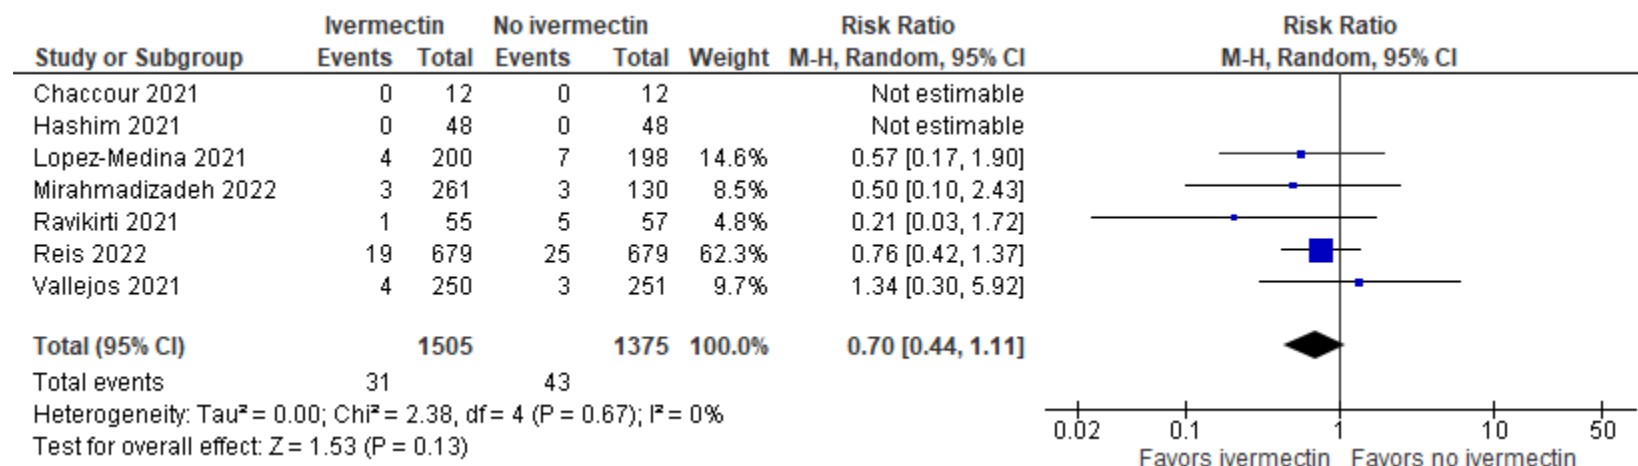 Ivermectin No ivermectin Risk Ratio Risk Ratio
Study or Subgroup Events Total Events Total Weight M-H, Random, 95% CI M-H, Random, 95% CI
Chaccour 2021 0 12 0 12 Not estimable
Hashim 2021 0 48 0 48 Not estimable
Lopez-Medina 2021 4 200 7 198 14.6% 0.57 [0.17, 1.90]
Mirahmadizadeh 2022 3 261 3 130 8.5% 0.50 [0.10, 2.43]
Ravikirti 2021 1 55 5 57 4.8% 0.21 [0.03, 1.72]
Reis 2022 19 679 25 679 62.3% 0.76 [0.42, 1.37]
Vallejos 2021 4 250 3 251 9.7% 1.34 [0.30, 5.92]
Total (95% CI) 1505 1375 100.0% 0.70 [0.44, 1.11]
Total events 31 43
Heterogeneity: Tau² = 0.00; Chi² = 2.38, df = 4 (P = 0.67); I² = 0%
Test for overall effect: Z = 1.53 (P = 0.13)
0.02 0.1 1 10 50
Favors ivermectin Favors no ivermectin